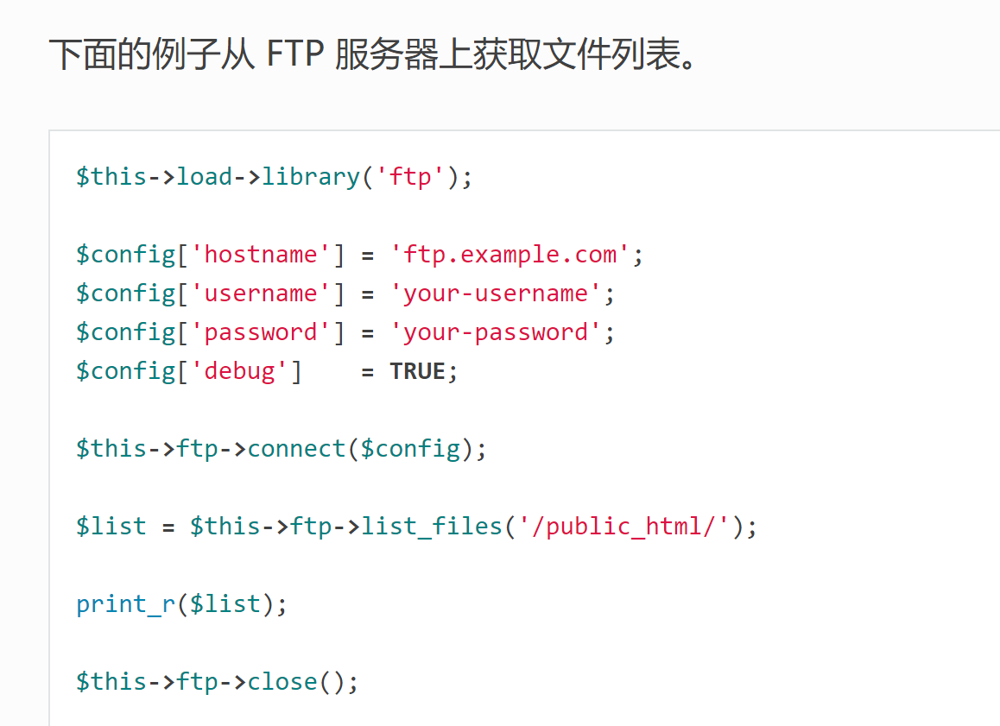 下面的例子从 FTP 服务器上获取文件列表。
$this->load->library('ftp');
$config['hostname'] = 'ftp.example.com';
$config['username'] = 'your-username';
$config['password'] = 'your-password';
$config['debug']    = TRUE;
$this->ftp->connect($config);
$list = $this->ftp->list_files('/public_html/');
print_r($list);
$this->ftp->close();